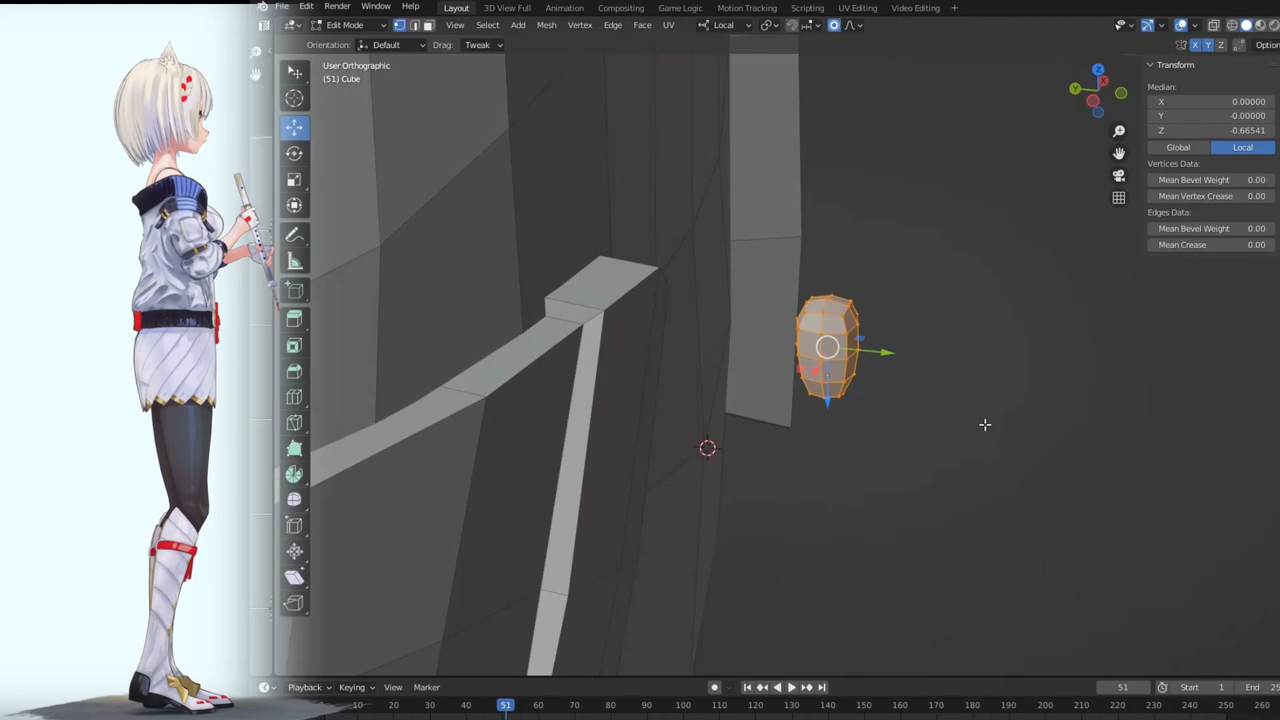 File Edit Render Window Help Layout 3D View Full Animation Compositing Game Logic Motion Tracking Scripting UV Editing Video Editing +
Edit Mode View Select Add Mesh Vertex Edge Face UV Local
Orientation: Default Drag: Tweak X Y Z
User Orthographic
(51) Cube
Transform
Median:
X 0.00000
Y -0.00000
Z -0.66541
Global Local
Vertices Data:
Mean Bevel Weight 0.00
Mean Vertex Crease 0.00
Edges Data:
Mean Bevel Weight 0.00
Mean Crease 0.00
Z
X
Y
Playback Keying View Marker 51 Start 1 End
10 20 30 40 51 60 70 80 90 100 110 120 130 140 150 160 170 180 190 200 210 220 230 240 250 260